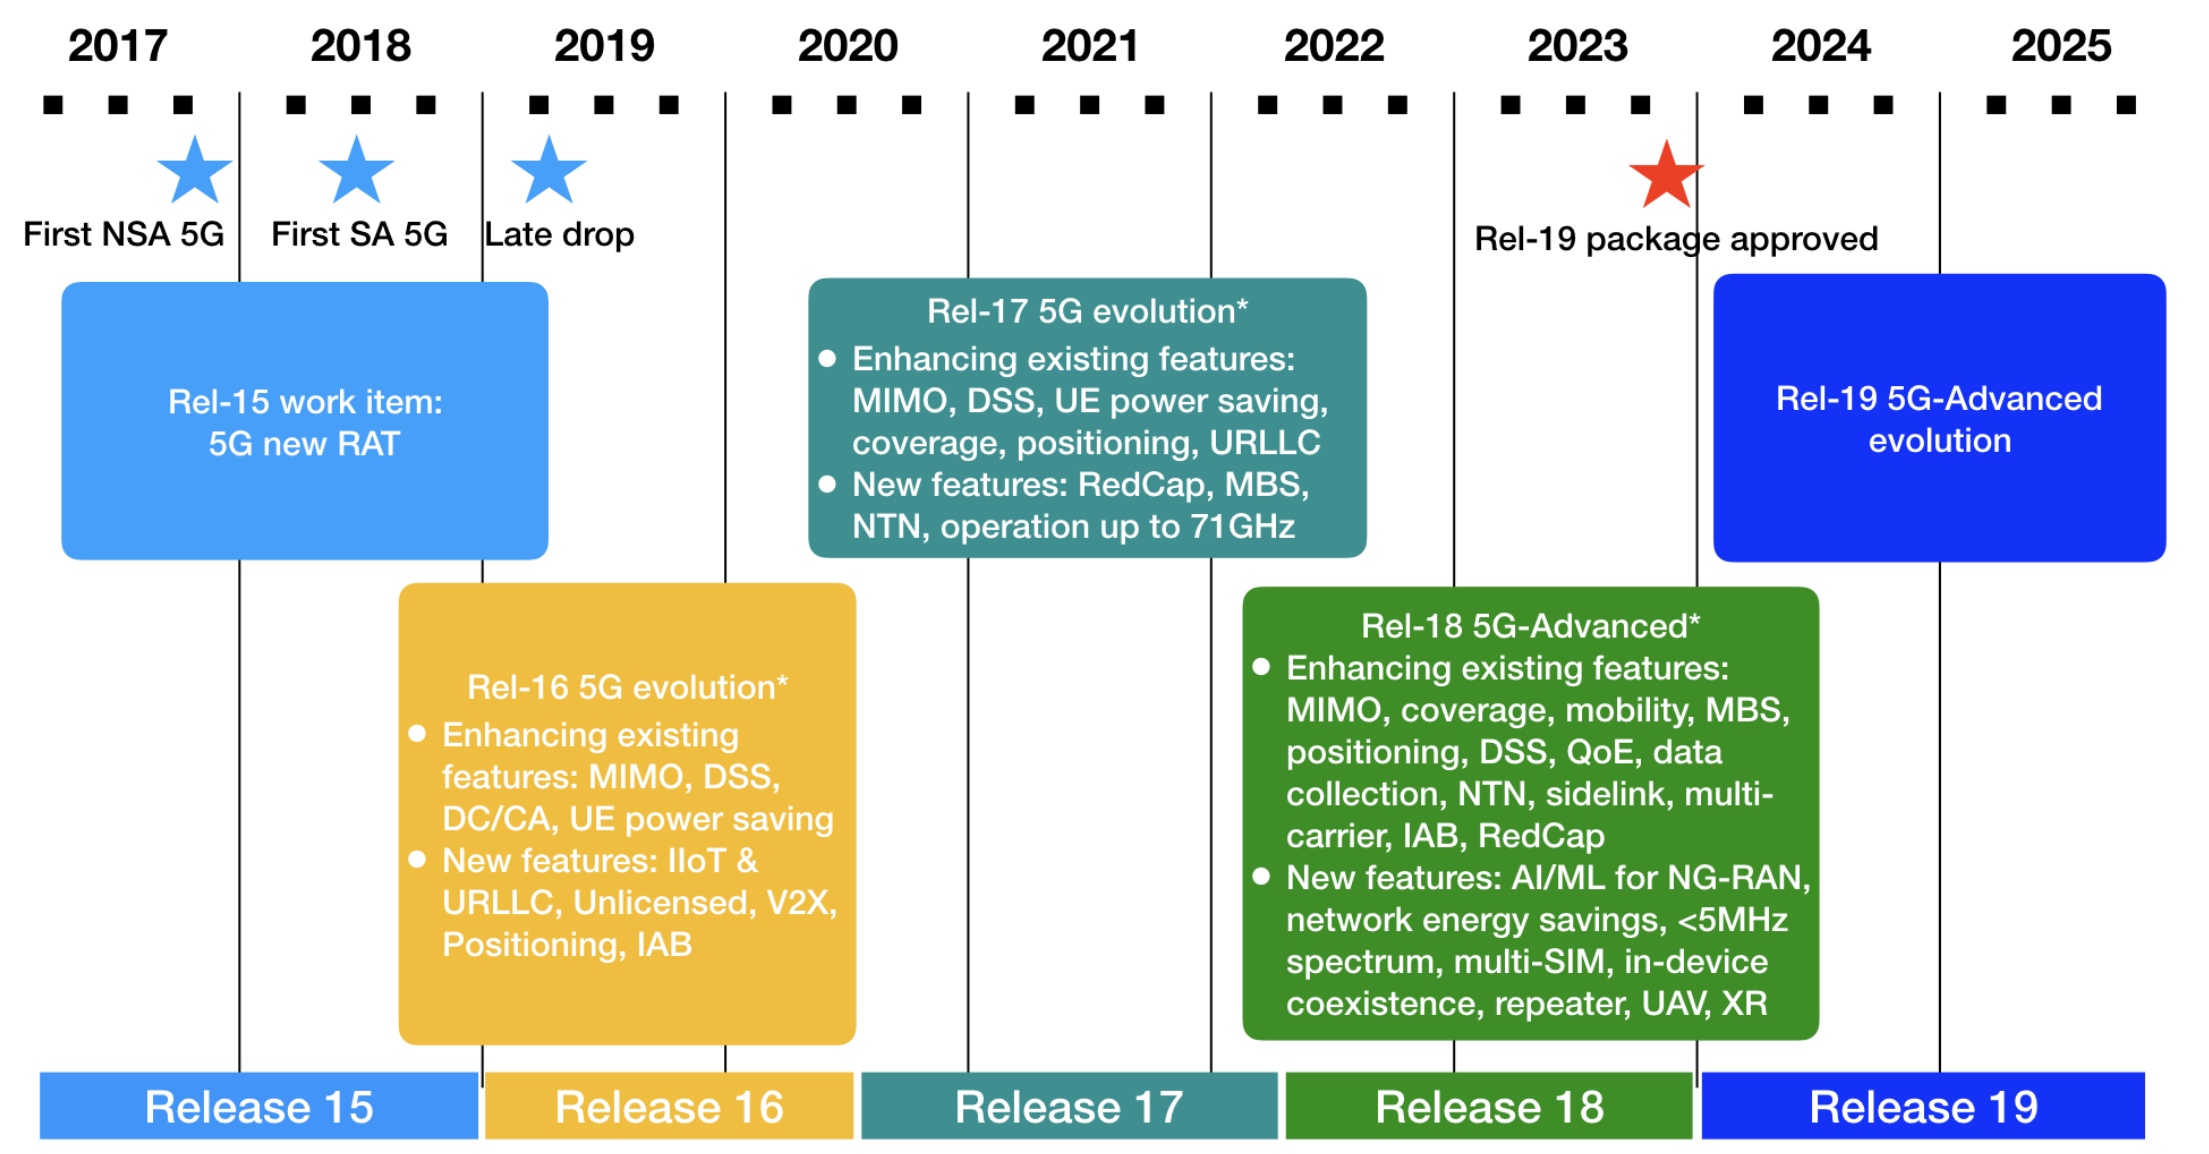 2017 2018 2019 2020 2021 2022 2023 2024 2025
First NSA 5G
First SA 5G
Late drop
Rel-19 package approved
Rel-15 work item:
5G new RAT
Rel-16 5G evolution*
● Enhancing existing
features: MIMO, DSS,
DC/CA, UE power saving
● New features: IIoT &
URLLC, Unlicensed, V2X,
Positioning, IAB
Rel-17 5G evolution*
● Enhancing existing features:
MIMO, DSS, UE power saving,
coverage, positioning, URLLC
● New features: RedCap, MBS,
NTN, operation up to 71GHz
Rel-18 5G-Advanced*
● Enhancing existing features:
MIMO, coverage, mobility, MBS,
positioning, DSS, QoE, data
collection, NTN, sidelink, multi-
carrier, IAB, RedCap
● New features: AI/ML for NG-RAN,
network energy savings, <5MHz
spectrum, multi-SIM, in-device
coexistence, repeater, UAV, XR
Rel-19 5G-Advanced
evolution
Release 15
Release 16
Release 17
Release 18
Release 19